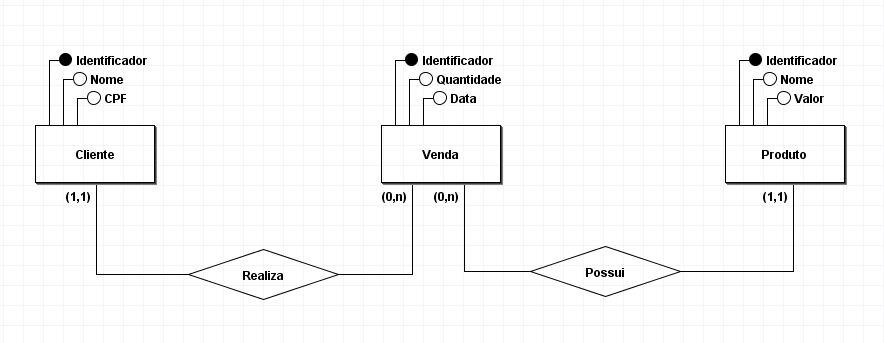 Identificador
Nome
CPF
Cliente
(1,1)
Identificador
Quantidade
Data
Venda
(0,n)
(0,n)
Identificador
Nome
Valor
Produto
(1,1)
Realiza
Possui